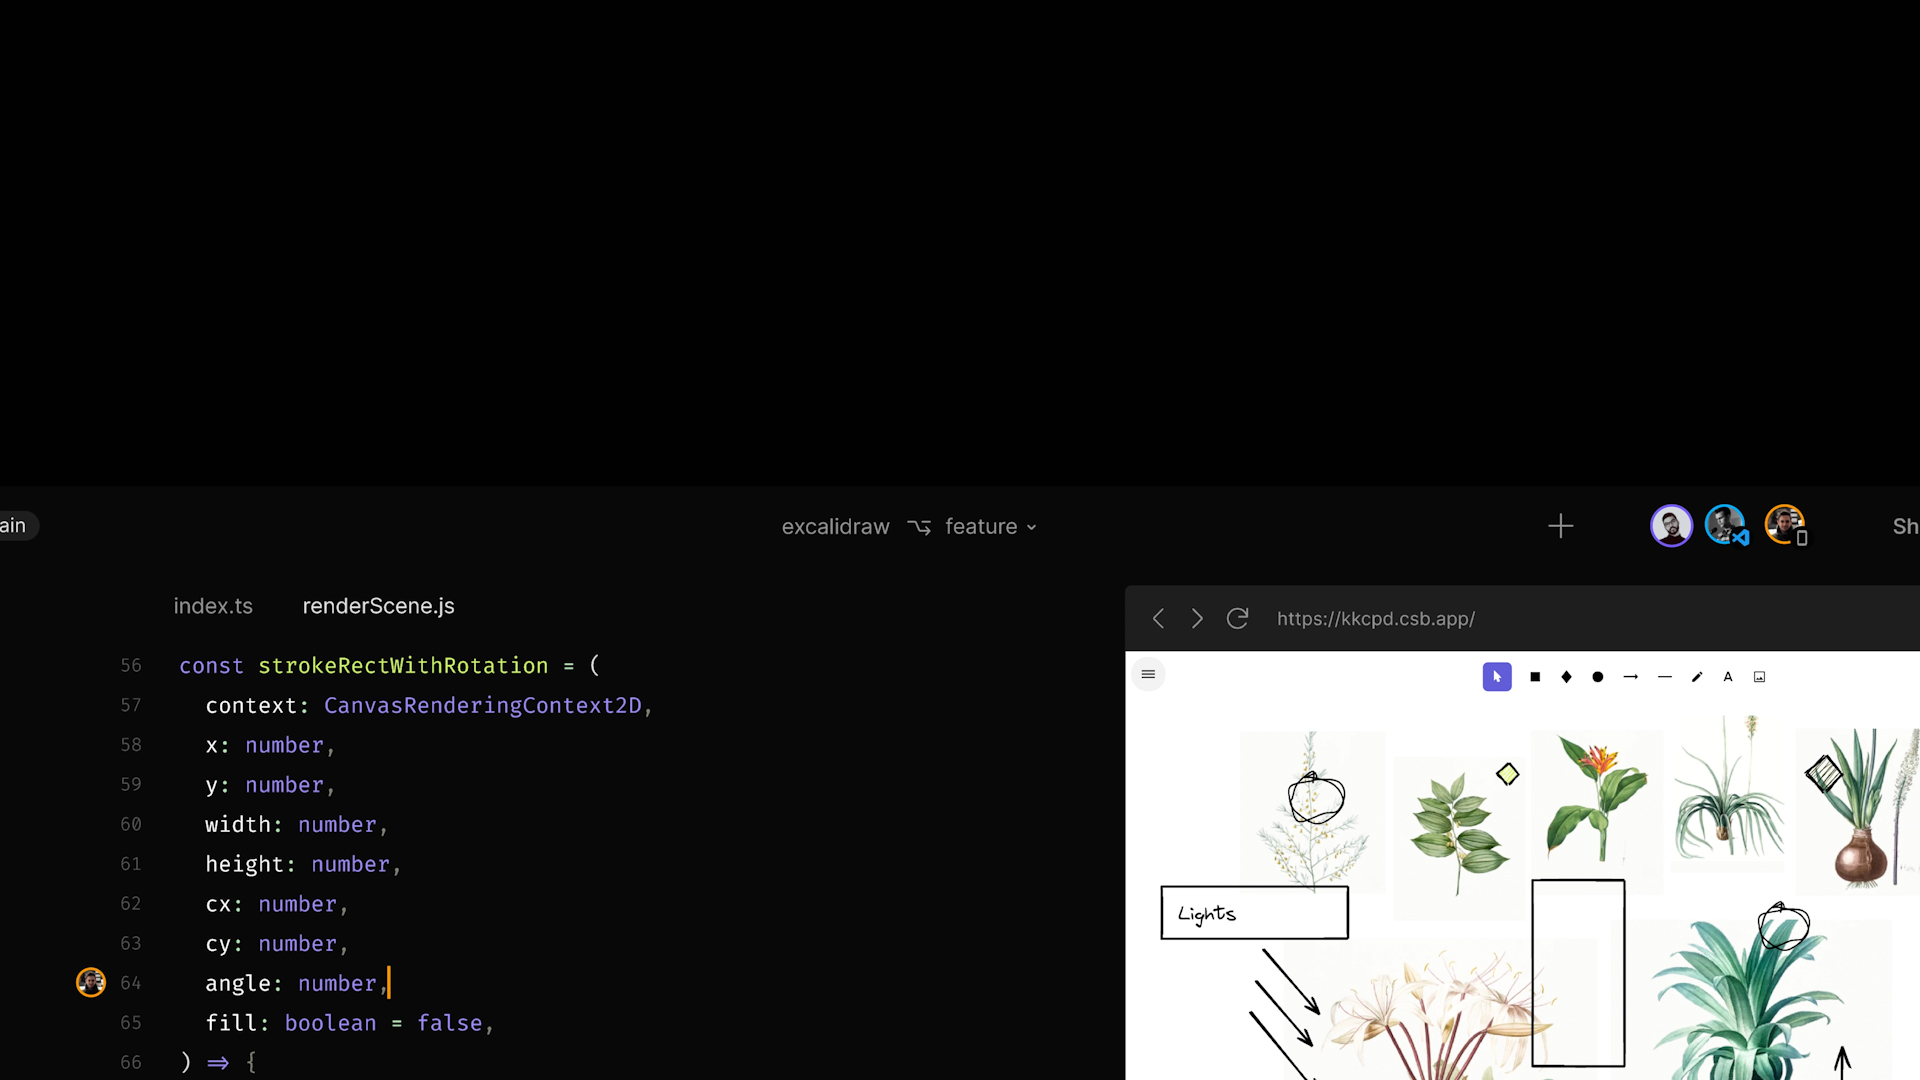 ain
excalidraw feature
Sh
index.ts renderScene.js
https://kkcpd.csb.app/
56 const strokeRectWithRotation = (
57 context: CanvasRenderingContext2D,
58 x: number,
59 y: number,
60 width: number,
61 height: number,
62 cx: number,
63 cy: number,
64 angle: number,
65 fill: boolean = false,
66 ) => {
A
Lights